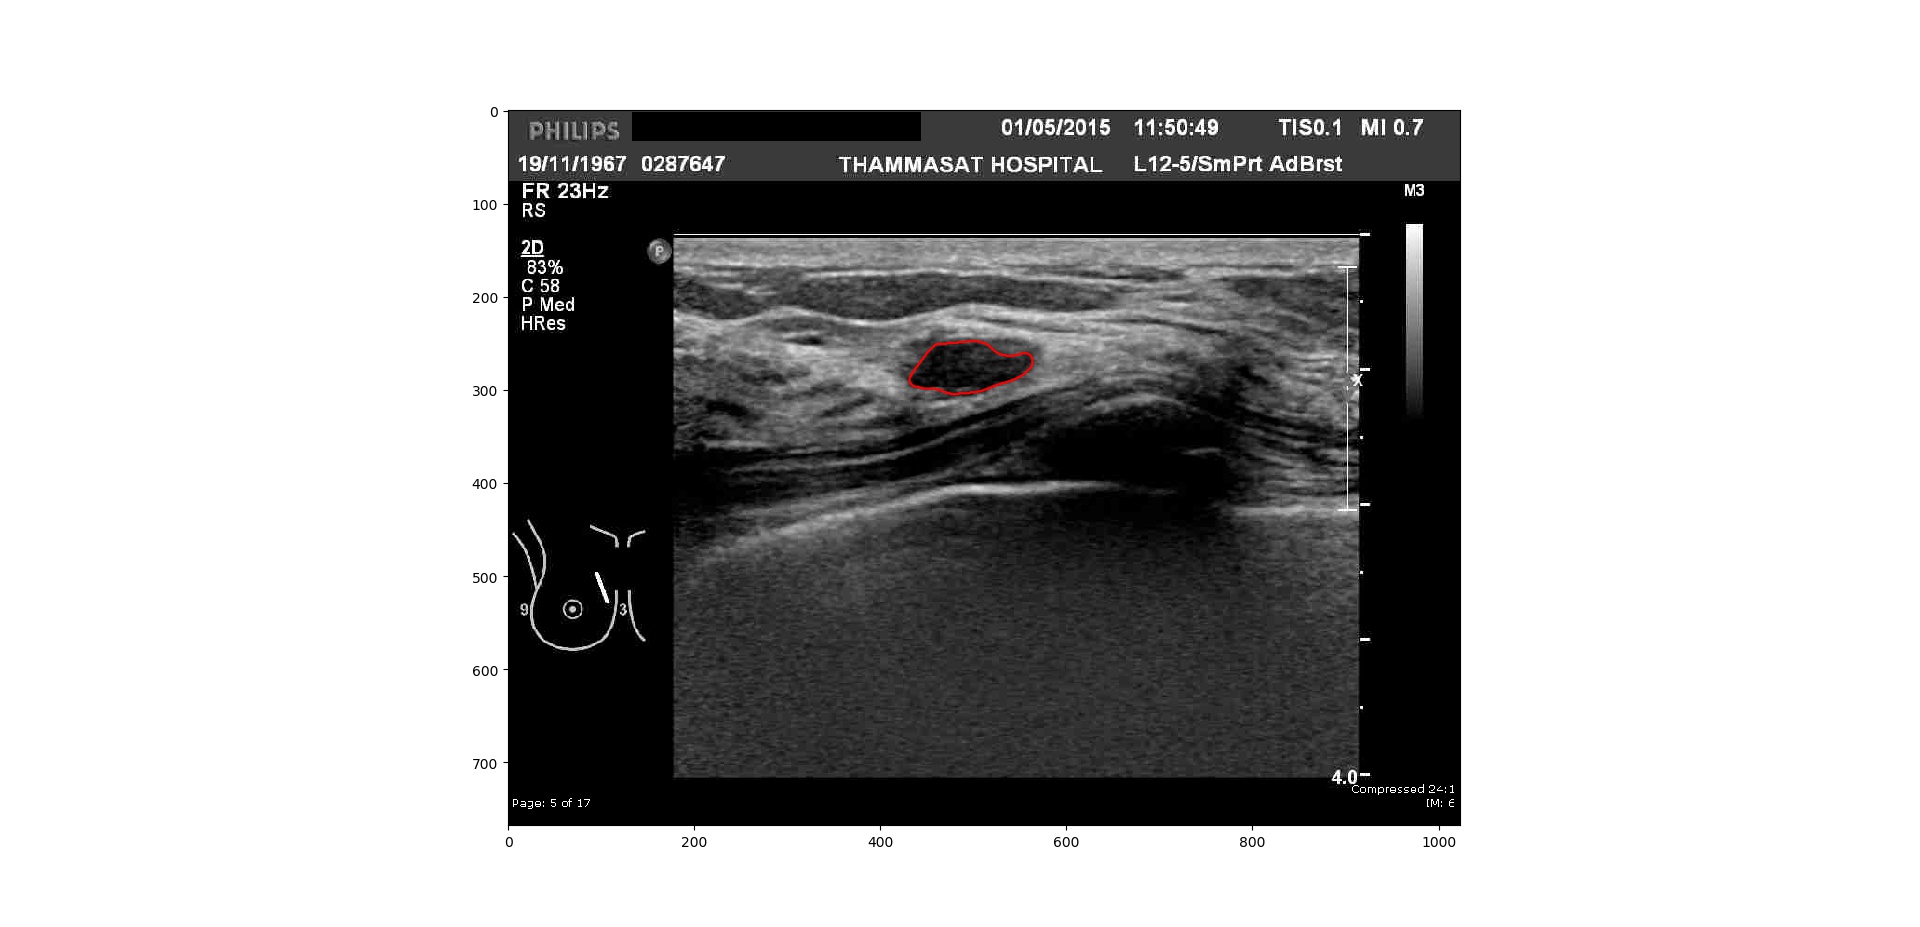 PHILIPS 01/05/2015 11:50:49 TIS0.1 MI 0.7
19/11/1967 0287647 THAMMASAT HOSPITAL L12-5/SmPrt AdBrst
FR 23Hz
RS
M3
2D
83%
C 58
P Med
HRes
P
X
9 3
4.0
Compressed 24:1
Page: 5 of 17
IM: 6
0
100
200
300
400
500
600
700
0 200 400 600 800 1000